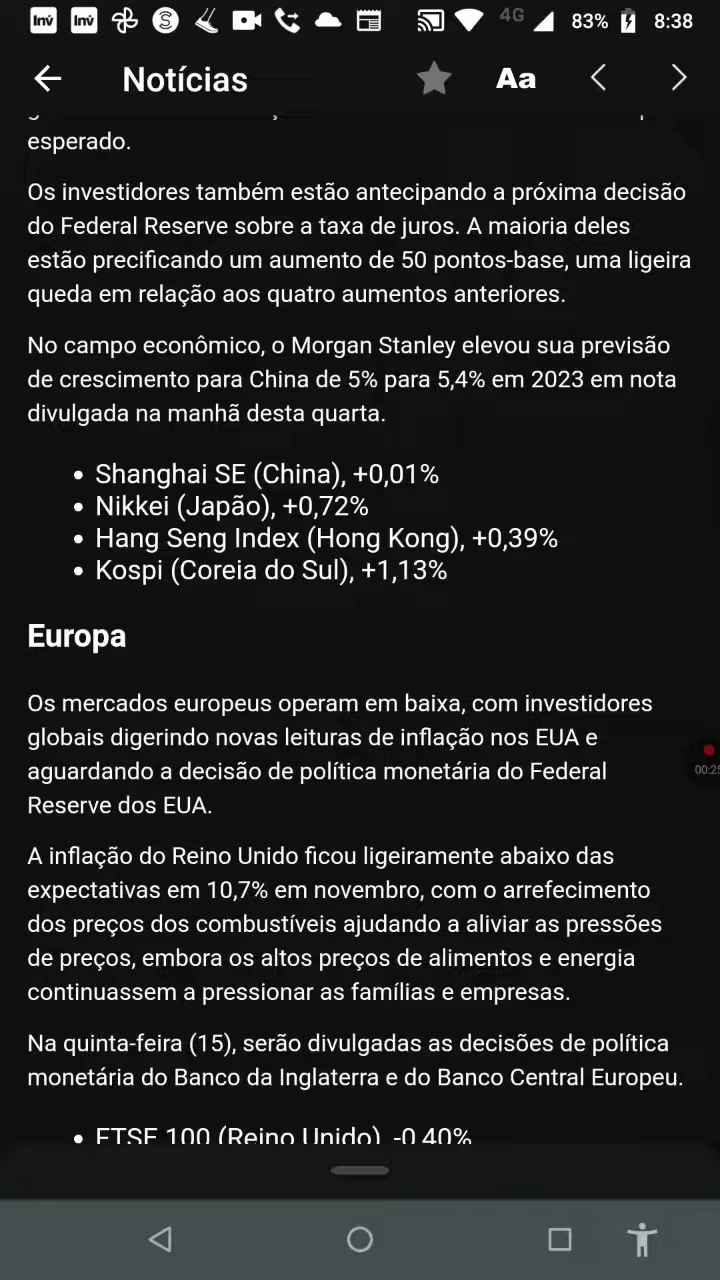 Inv Inv S 4G 83% 8:38
Notícias Aa
esperado.
Os investidores também estão antecipando a próxima decisão
do Federal Reserve sobre a taxa de juros. A maioria deles
estão precificando um aumento de 50 pontos-base, uma ligeira
queda em relação aos quatro aumentos anteriores.
No campo econômico, o Morgan Stanley elevou sua previsão
de crescimento para China de 5% para 5,4% em 2023 em nota
divulgada na manhã desta quarta.
• Shanghai SE (China), +0,01%
• Nikkei (Japão), +0,72%
• Hang Seng Index (Hong Kong), +0,39%
• Kospi (Coreia do Sul), +1,13%
Europa
Os mercados europeus operam em baixa, com investidores
globais digerindo novas leituras de inflação nos EUA e
aguardando a decisão de política monetária do Federal
Reserve dos EUA.
00:25
A inflação do Reino Unido ficou ligeiramente abaixo das
expectativas em 10,7% em novembro, com o arrefecimento
dos preços dos combustíveis ajudando a aliviar as pressões
de preços, embora os altos preços de alimentos e energia
continuassem a pressionar as famílias e empresas.
Na quinta-feira (15), serão divulgadas as decisões de política
monetária do Banco da Inglaterra e do Banco Central Europeu.
• FTSE 100 (Reino Unido), -0,40%